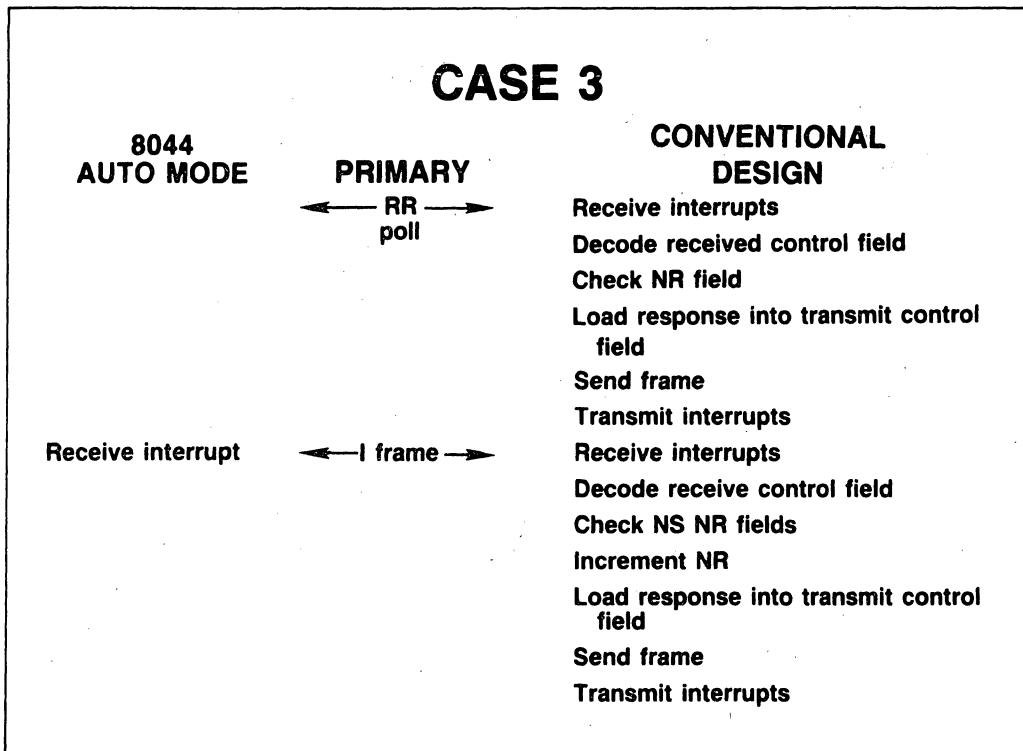 CASE 3
8044
AUTO MODE
PRIMARY
CONVENTIONAL
DESIGN
RR
poll
Receive interrupts
Decode received control field
Check NR field
Load response into transmit control
field
Send frame
Transmit interrupts
Receive interrupt
I frame
Receive interrupts
Decode receive control field
Check NS NR fields
Increment NR
Load response into transmit control
field
Send frame
Transmit interrupts